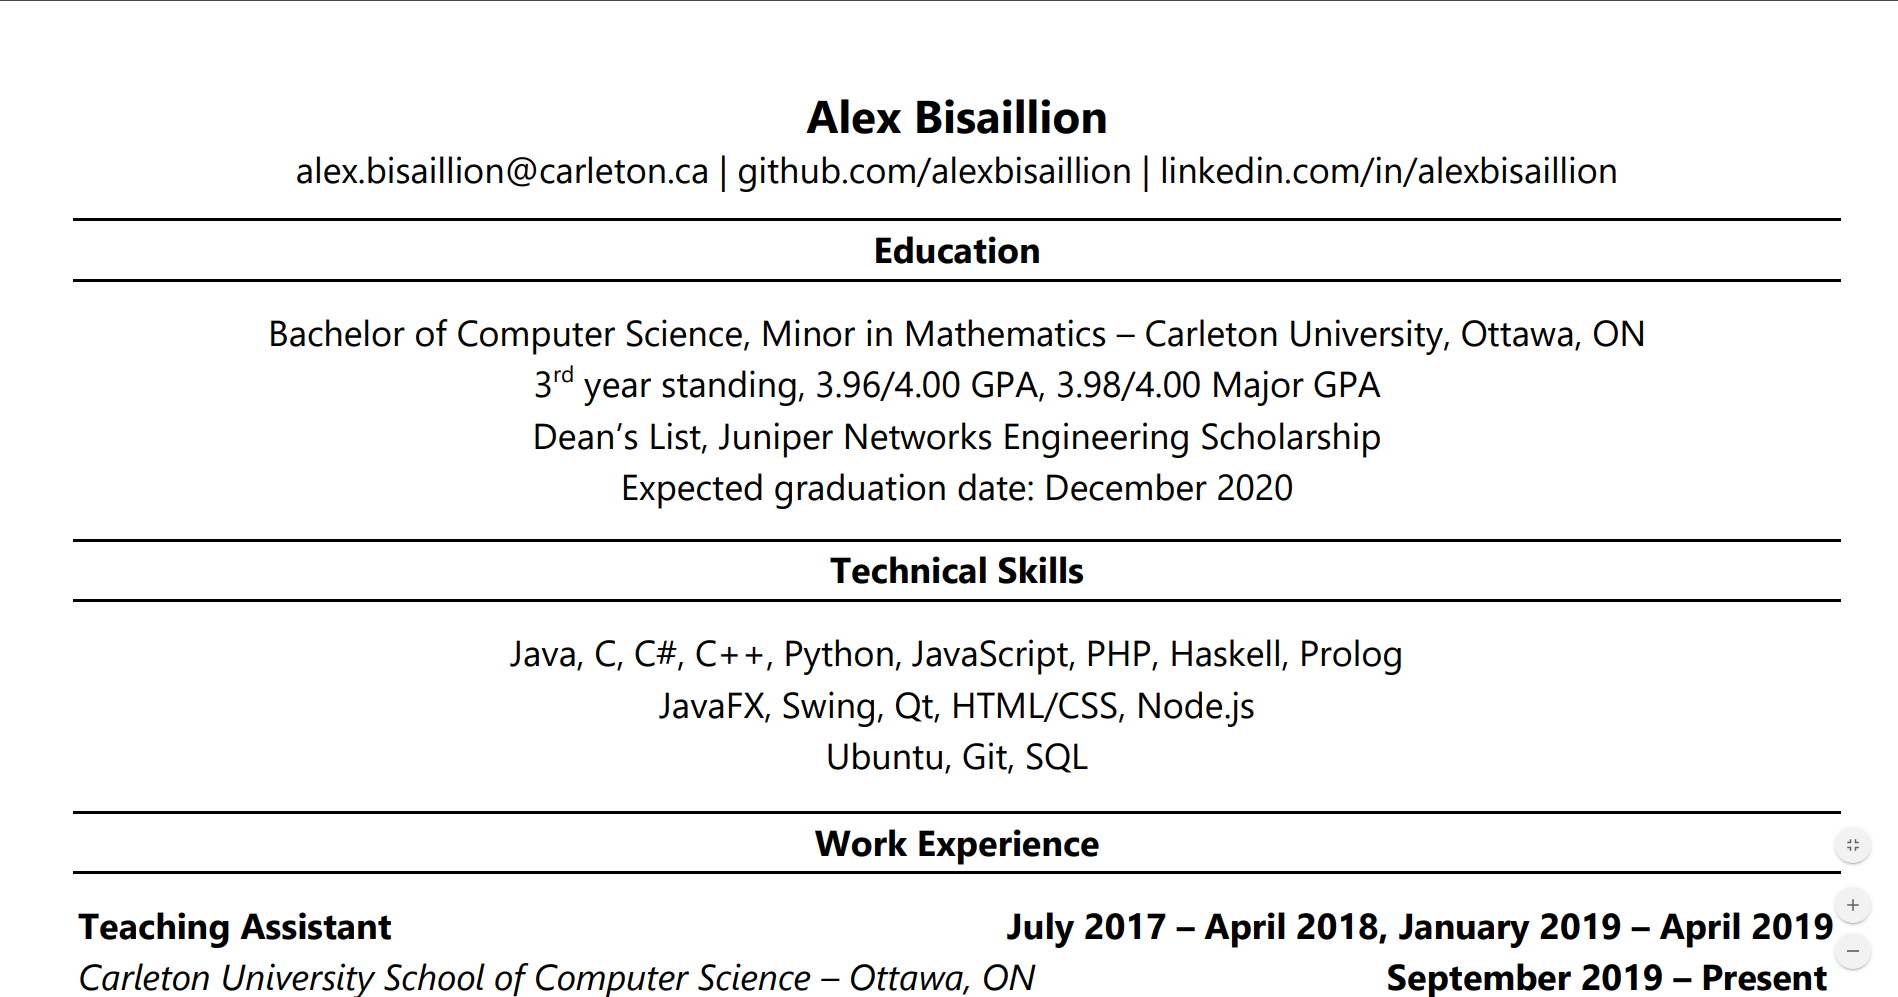 Alex Bisaillion
alex.bisaillion@carleton.ca | github.com/alexbisaillion | linkedin.com/in/alexbisaillion
Education
Bachelor of Computer Science, Minor in Mathematics – Carleton University, Ottawa, ON
3rd year standing, 3.96/4.00 GPA, 3.98/4.00 Major GPA
Dean’s List, Juniper Networks Engineering Scholarship
Expected graduation date: December 2020
Technical Skills
Java, C, C#, C++, Python, JavaScript, PHP, Haskell, Prolog
JavaFX, Swing, Qt, HTML/CSS, Node.js
Ubuntu, Git, SQL
Work Experience
Teaching Assistant July 2017 – April 2018, January 2019 – April 2019
Carleton University School of Computer Science – Ottawa, ON September 2019 – Present